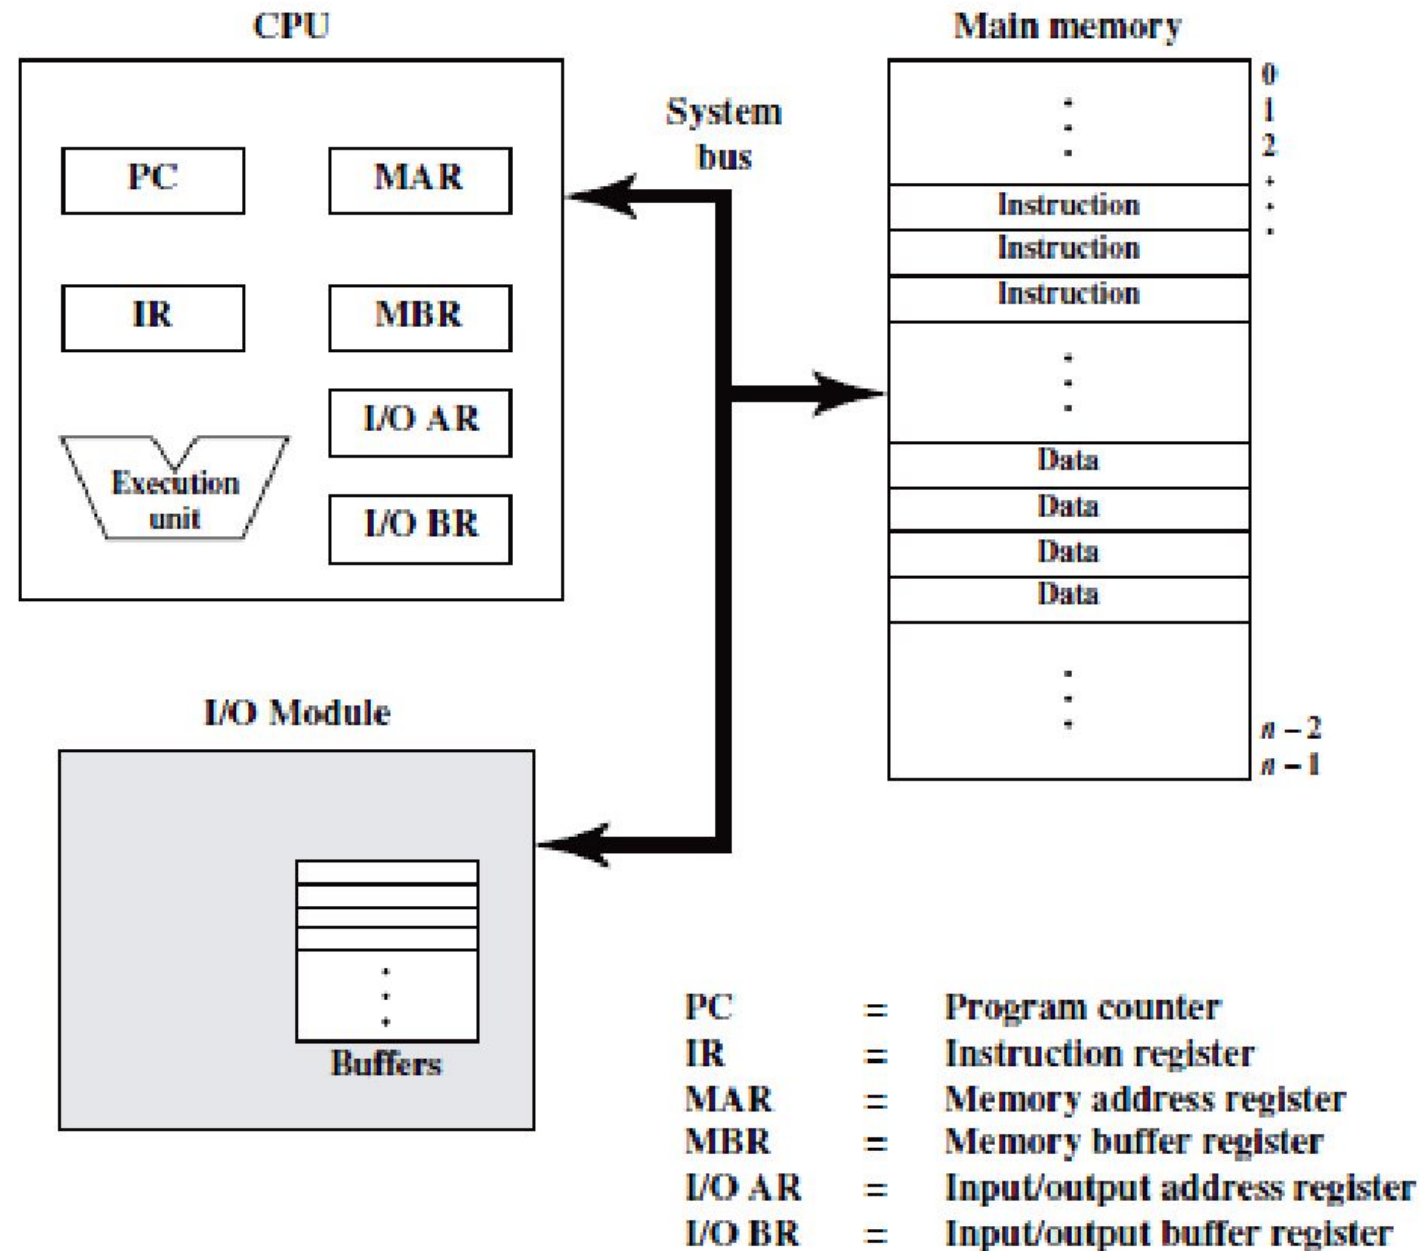 CPU
PC
MAR
IR
MBR
I/O AR
Execution
unit
I/O BR
System
bus
Main memory
0
1
2
Instruction
Instruction
Instruction
Data
Data
Data
Data
n – 2
n – 1
I/O Module
Buffers
PC = Program counter
IR = Instruction register
MAR = Memory address register
MBR = Memory buffer register
I/O AR = Input/output address register
I/O BR = Input/output buffer register